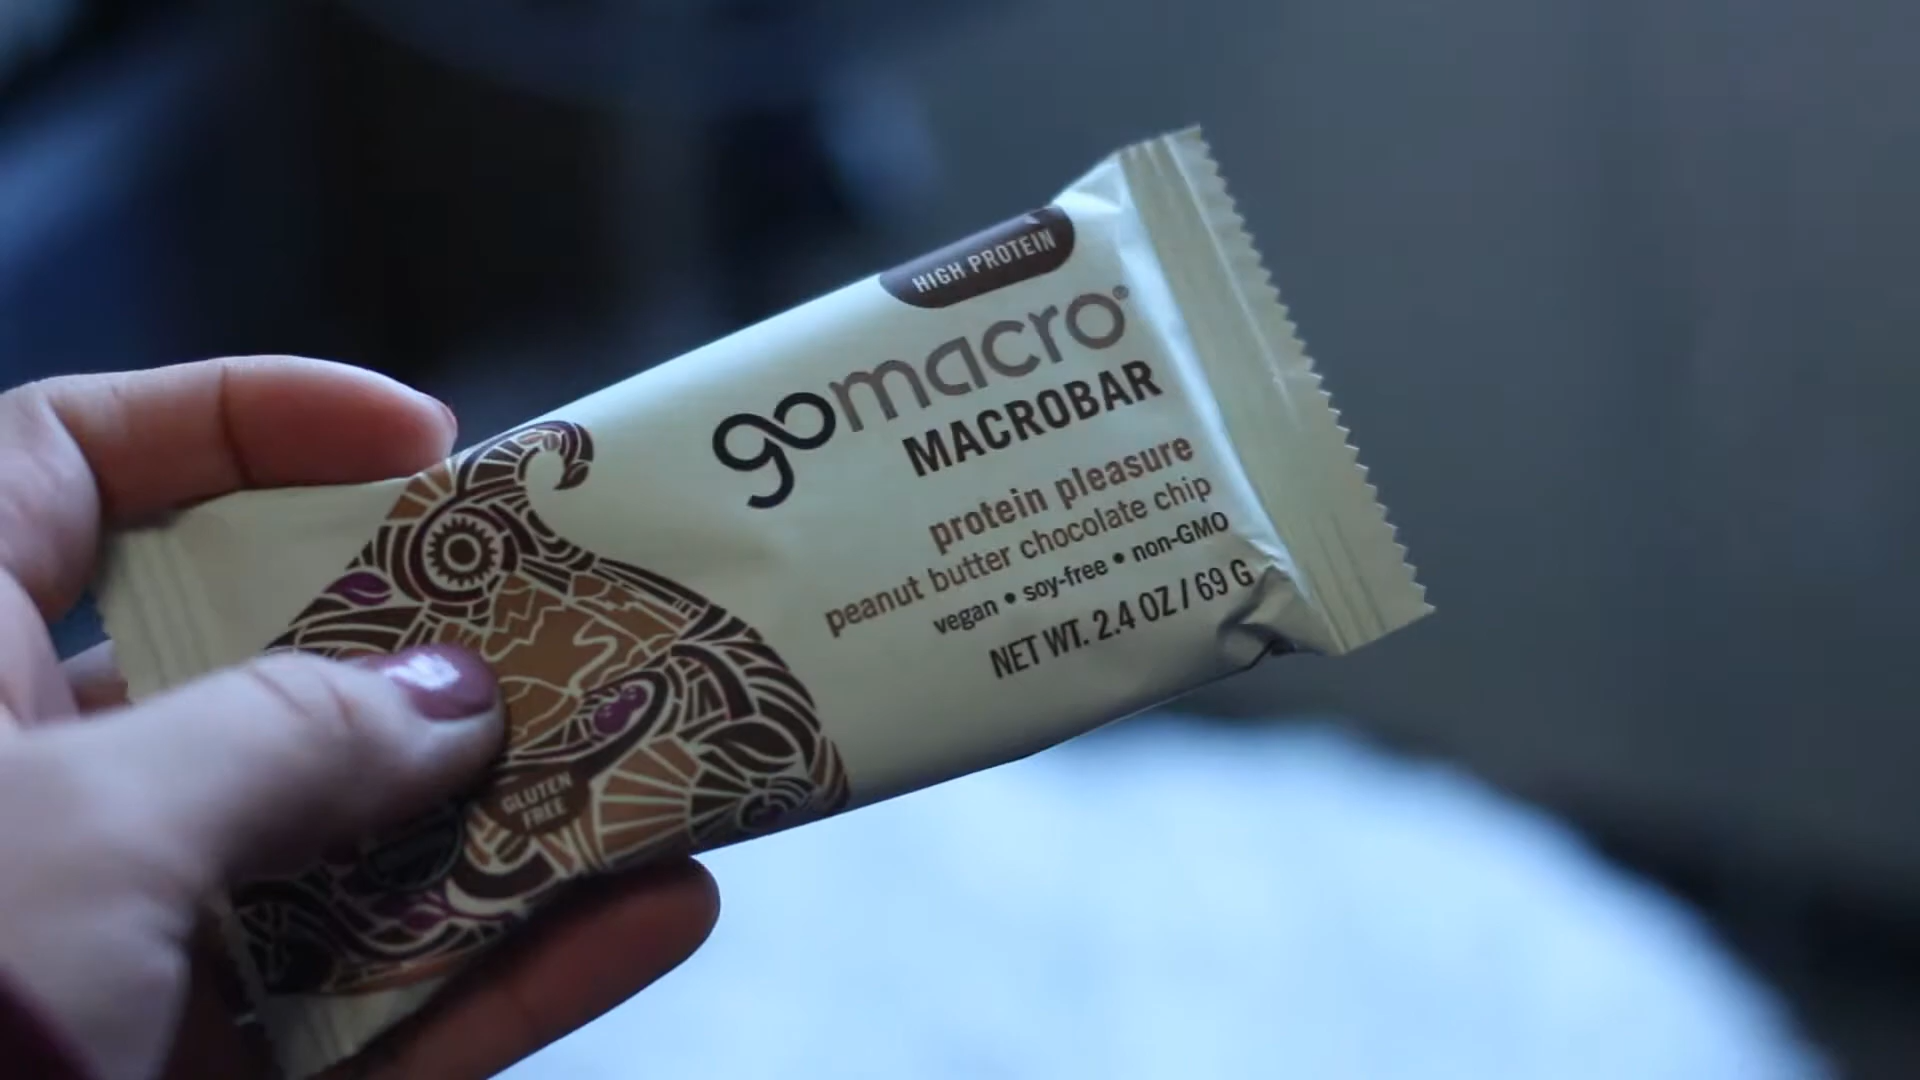 HIGH PROTEIN
gomacro®
MACROBAR
protein pleasure
peanut butter chocolate chip
vegan • soy-free • non-GMO
NET WT. 2.4 OZ / 69 G
GLUTEN
FREE